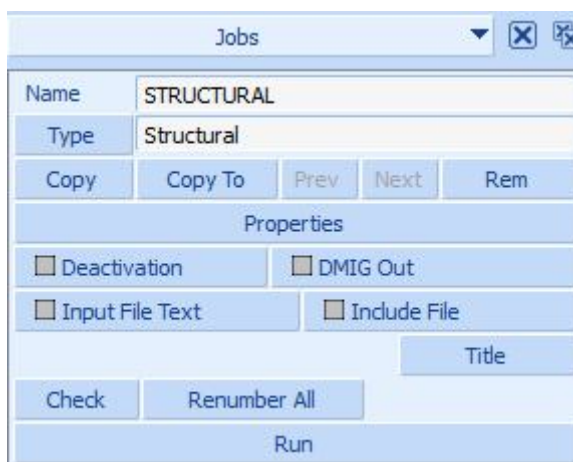 Jobs
Name STRUCTURAL
Type Structural
Copy Copy To Prev Next Rem
Properties
Deactivation DMIG Out
Input File Text Include File
Title
Check Renumber All
Run